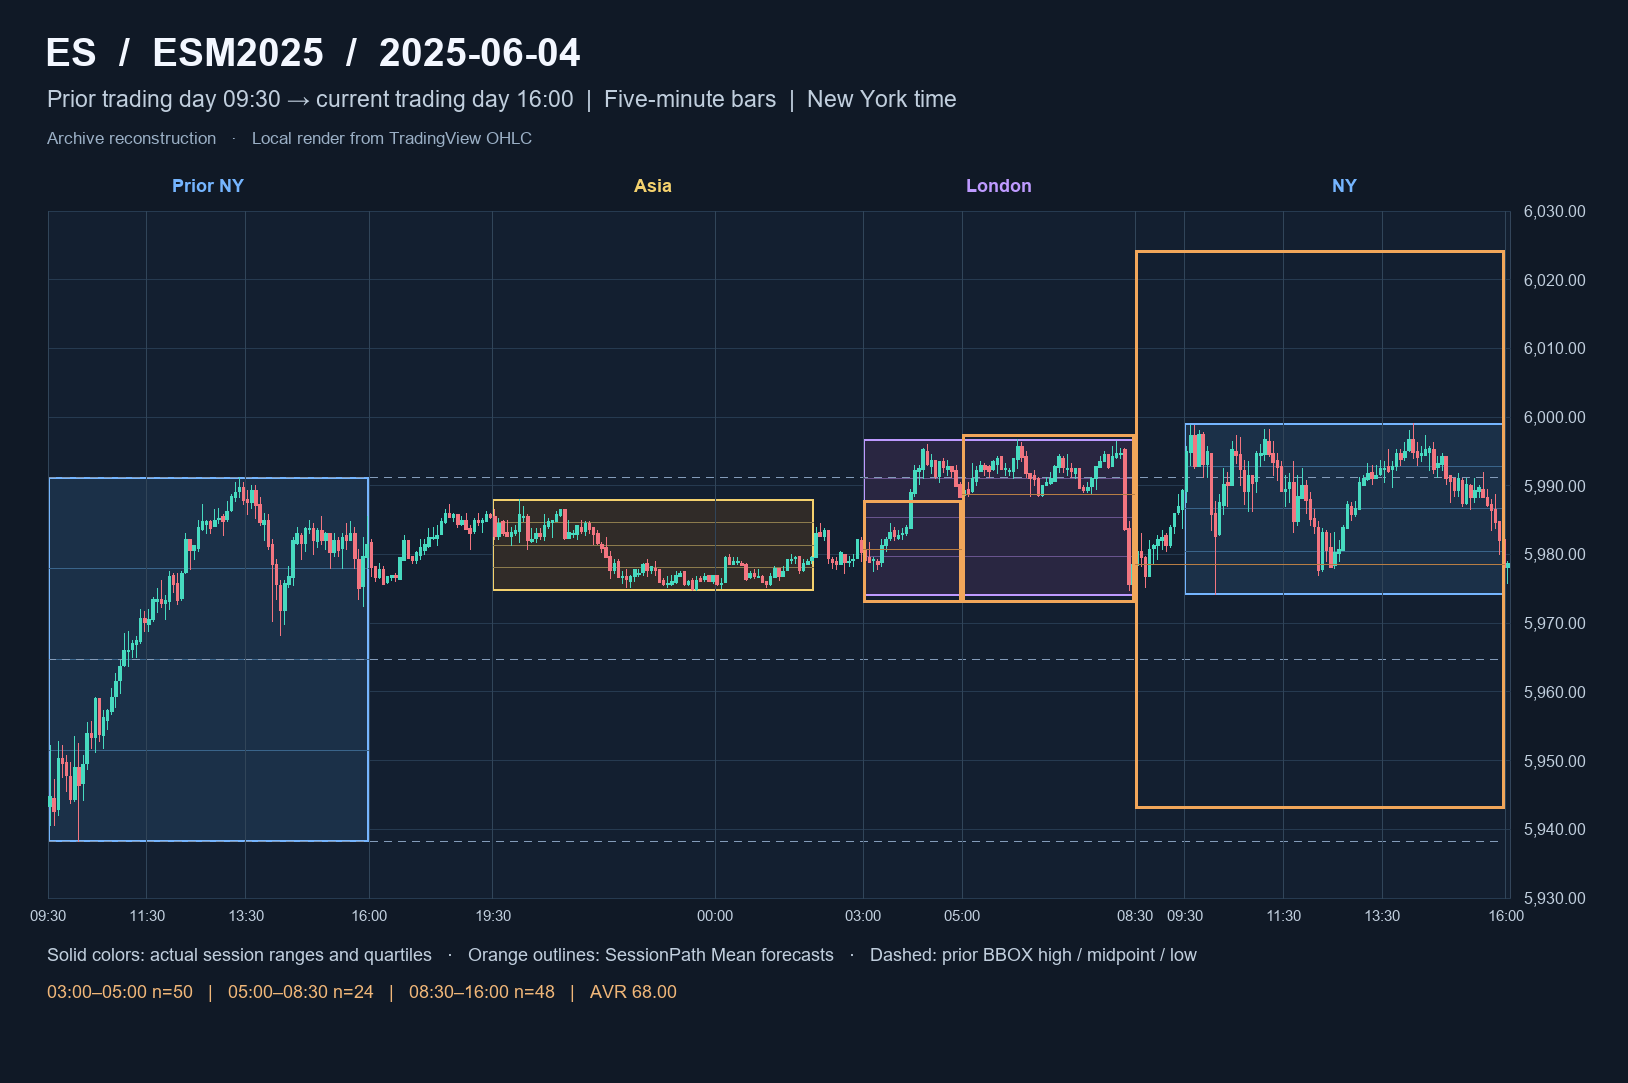 ES / ESM2025 / 2025-06-04
Prior trading day 09:30 → current trading day 16:00 | Five-minute bars | New York time
Archive reconstruction · Local render from TradingView OHLC
Prior NY Asia London NY
6,030.00
6,020.00
6,010.00
6,000.00
5,990.00
5,980.00
5,970.00
5,960.00
5,950.00
5,940.00
5,930.00
09:30 11:30 13:30 16:00 19:30 00:00 03:00 05:00 08:30 09:30 11:30 13:30 16:00
Solid colors: actual session ranges and quartiles · Orange outlines: SessionPath Mean forecasts · Dashed: prior BBOX high / midpoint / low
03:00–05:00 n=50 | 05:00–08:30 n=24 | 08:30–16:00 n=48 | AVR 68.00